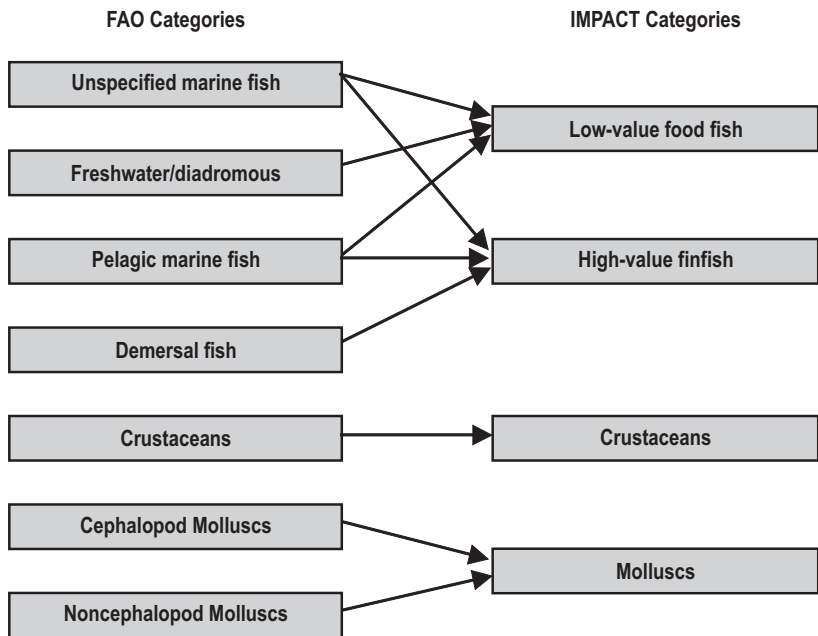 FAO Categories
IMPACT Categories
Unspecified marine fish
Low-value food fish
Freshwater/diadromous
Pelagic marine fish
High-value finfish
Demersal fish
Crustaceans
Crustaceans
Cephalopod Molluscs
Molluscs
Noncephalopod Molluscs